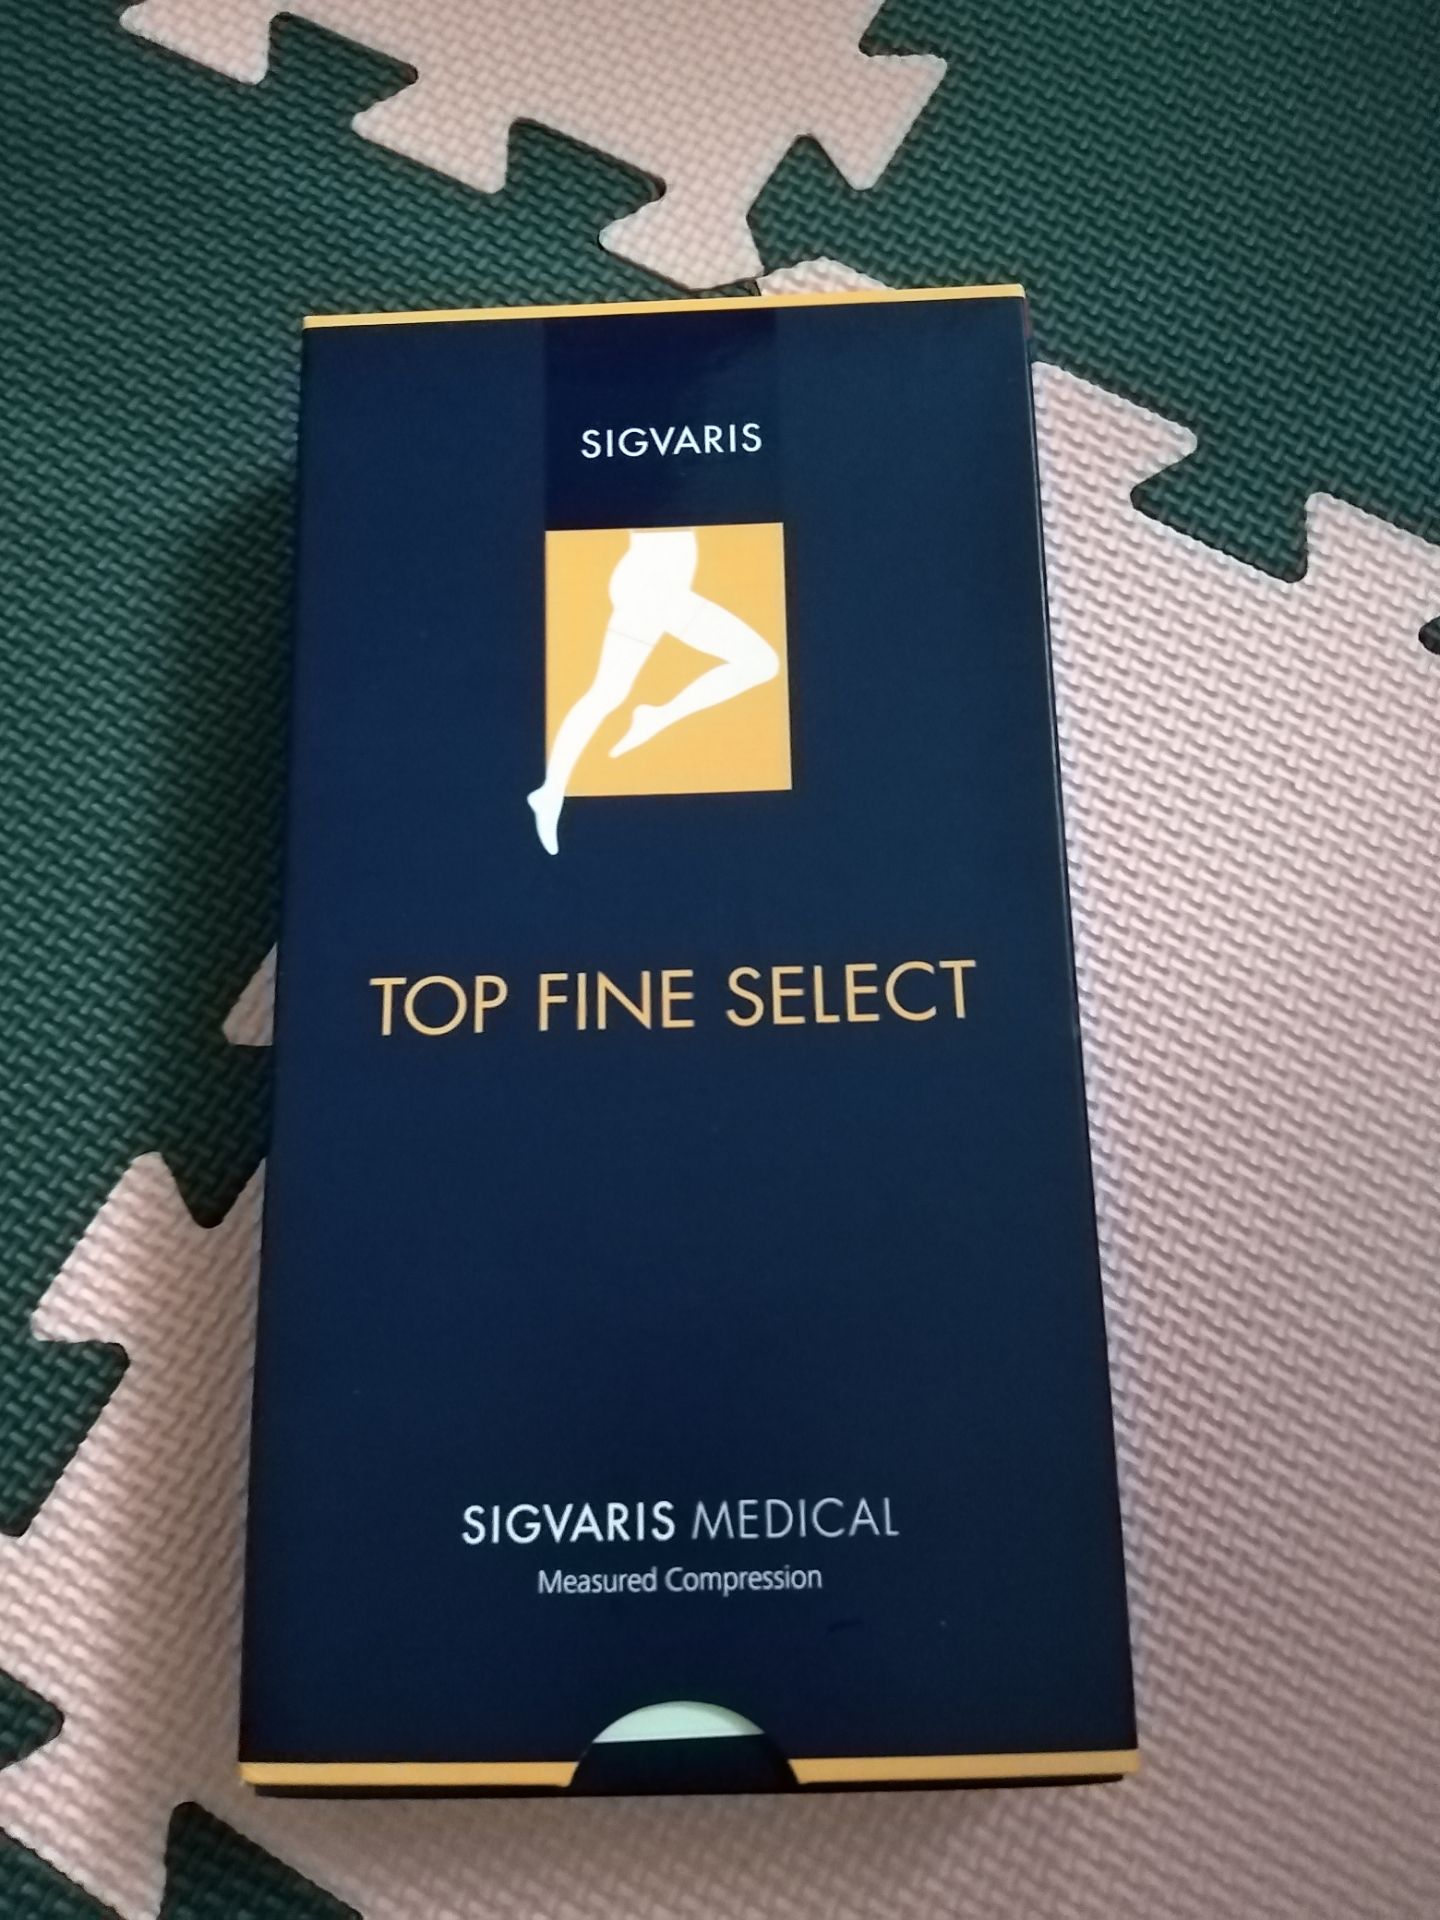 SIGVARIS
TOP FINE SELECT
SIGVARIS MEDICAL
Measured Compression